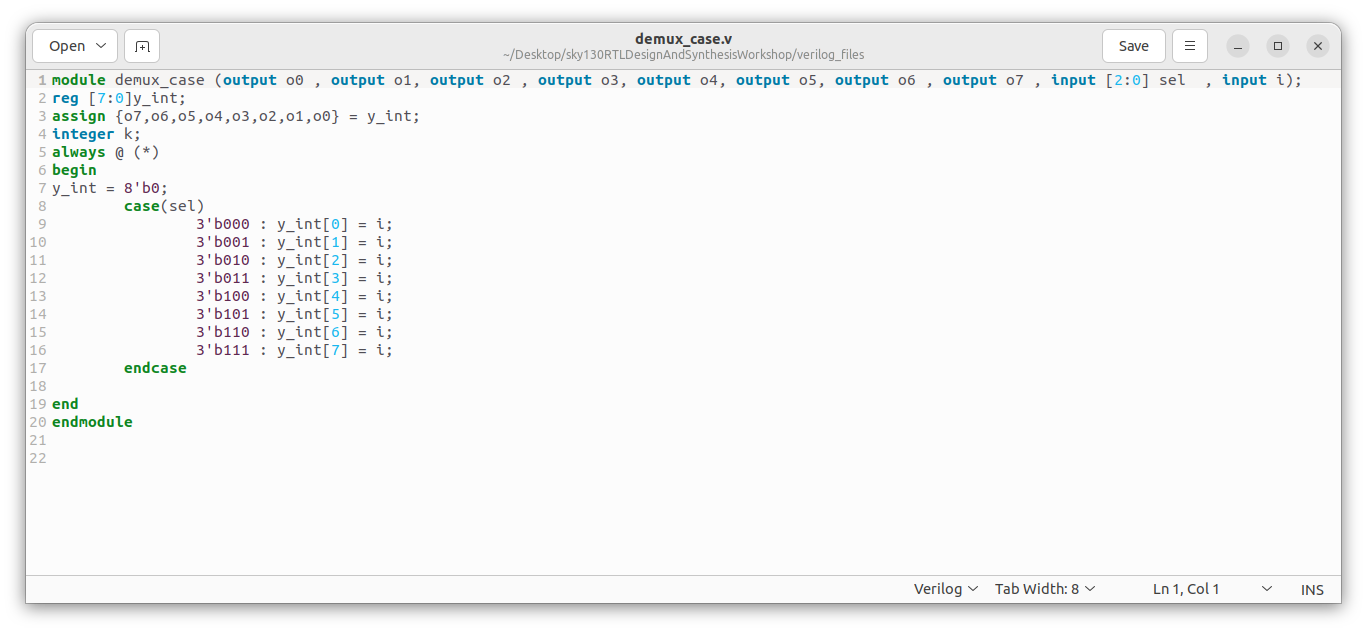 Open
demux_case.v
~/Desktop/sky130RTLDesignAndSynthesisWorkshop/verilog_files
Save
1 module demux_case (output o0 , output o1, output o2 , output o3, output o4, output o5, output o6 , output o7 , input [2:0] sel  , input i);
2 reg [7:0]y_int;
3 assign {o7,o6,o5,o4,o3,o2,o1,o0} = y_int;
4 integer k;
5 always @ (*)
6 begin
7 y_int = 8'b0;
8         case(sel)
9                 3'b000 : y_int[0] = i;
10                 3'b001 : y_int[1] = i;
11                 3'b010 : y_int[2] = i;
12                 3'b011 : y_int[3] = i;
13                 3'b100 : y_int[4] = i;
14                 3'b101 : y_int[5] = i;
15                 3'b110 : y_int[6] = i;
16                 3'b111 : y_int[7] = i;
17         endcase
18
19 end
20 endmodule
21
22
Verilog Tab Width: 8 Ln 1, Col 1 INS